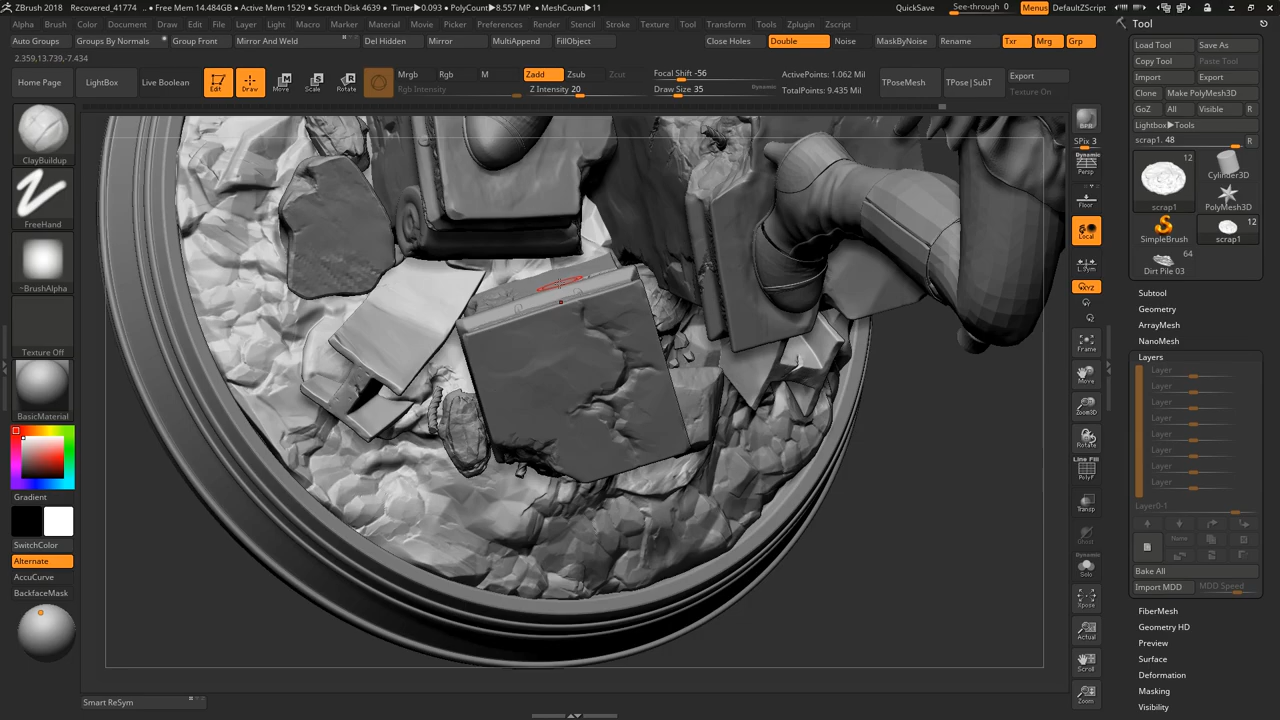 ZBrush 2018 Recovered_41774 • Free Mem 14.484GB • Active Mem 1529 • Scratch Disk 4639 • Timer▶0.093 • PolyCount▶8.557 MP • MeshCount▶11 QuickSave See-through 0 Menus DefaultZScript
Alpha Brush Color Document Draw Edit File Layer Light Macro Marker Material Movie Picker Preferences Render Stencil Stroke Texture Tool Transform Tools Zplugin Zscript Tool
Auto Groups Groups By Normals Group Front Mirror And Weld Del Hidden Mirror MultiAppend FillObject Close Holes Double Noise MaskByNoise Rename Txr Mrg Grp
Load Tool Save As
2.359,13.739,-7.434
Copy Tool Paste Tool
Import Export
Home Page LightBox Live Boolean Edit Draw Move Scale Rotate
Mrgb Rgb M Zadd Zsub Zcut Focal Shift -56 ActivePoints: 1.062 Mil TPoseMesh TPose|SubT Export
Rgb Intensity Z Intensity 20 Draw Size 35 Dynamic TotalPoints: 9.435 Mil Texture On
Clone Make PolyMesh3D
GoZ All Visible R
Lightbox▶Tools
scrap1. 48 R
BPR
SPix 3
Dynamic
Persp
ClayBuildup
12
scrap1
Cylinder3D
PolyMesh3D
Floor
FreeHand
SimpleBrush
12
scrap1
Local
64
Dirt Pile 03
L.Sym
XYZ
~BrushAlpha
Subtool
Geometry
ArrayMesh
NanoMesh
Frame
Texture Off
Layers
Layer
Layer
Layer
Layer
Layer
Layer
Layer
Layer
Move
Zoom3D
BasicMaterial
Rotate
Line Fill
PolyF
Gradient
Layer0-1
Transp
SwitchColor
Name
Ghost
Alternate
Dynamic
Solo
Bake All
AccuCurve
Import MDD MDD Speed
BackfaceMask
Xpose
FiberMesh
Geometry HD
Actual
Preview
Surface
Scroll
Deformation
Masking
Zoom
Visibility
Smart ReSym